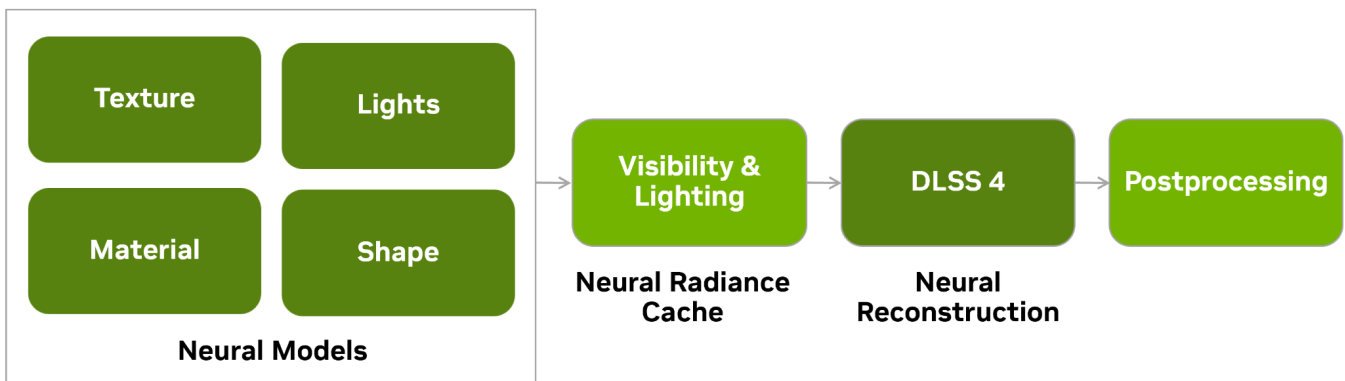 Texture
Lights
Material
Shape
Neural Models
Visibility &
Lighting
Neural Radiance
Cache
DLSS 4
Neural
Reconstruction
Postprocessing